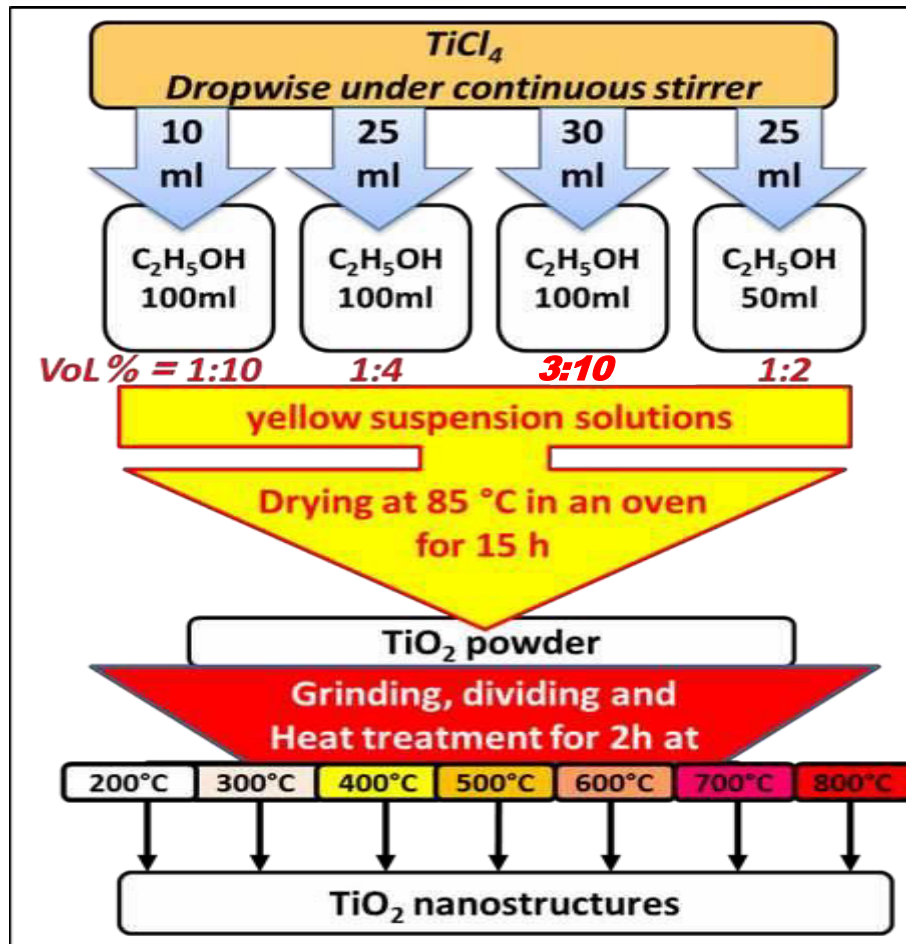 TiCl₄
Dropwise under continuous stirrer
10 ml
25 ml
30 ml
25 ml
C₂H₅OH 100ml
C₂H₅OH 100ml
C₂H₅OH 100ml
C₂H₅OH 50ml
VoL% = 1:10 1:4 3:10 1:2
yellow suspension solutions
Drying at 85 °C in an oven
for 15 h
TiO₂ powder
Grinding, dividing and
Heat treatment for 2h at
200°C 300°C 400°C 500°C 600°C 700°C 800°C
TiO₂ nanostructures